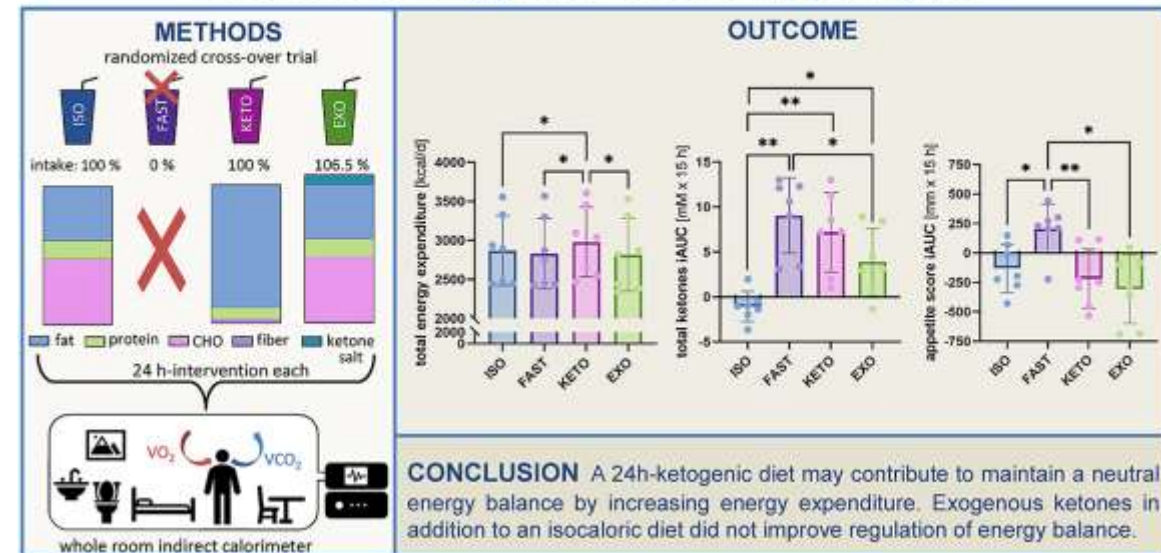 METHODS
randomized cross-over trial
ISO
FAST
KETO
EXO
intake: 100 %
0 %
100 %
106.5 %
fat
protein
CHO
fiber
ketone
salt
24 h-intervention each
VO2
VCO2
whole room indirect calorimeter
OUTCOME
total energy expenditure [kcal/d]
4000
3500
3000
2500
2000
2000
0
*
*
*
ISO
FAST
KETO
EXO
total ketones iAUC [mM x 15 h]
15
10
5
0
-5
*
**
**
*
ISO
FAST
KETO
EXO
appetite score iAUC [mm x 15 h]
750
500
250
0
-250
-500
-750
*
*
**
ISO
FAST
KETO
EXO
CONCLUSION A 24h-ketogenic diet may contribute to maintain a neutral
energy balance by increasing energy expenditure. Exogenous ketones in
addition to an isocaloric diet did not improve regulation of energy balance.